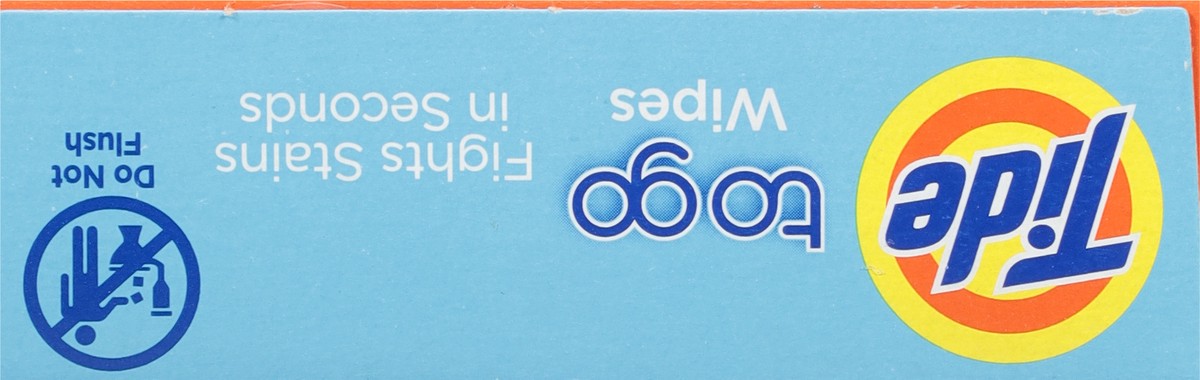 Tide
to go
Wipes
Fights Stains
in Seconds
Do Not
Flush